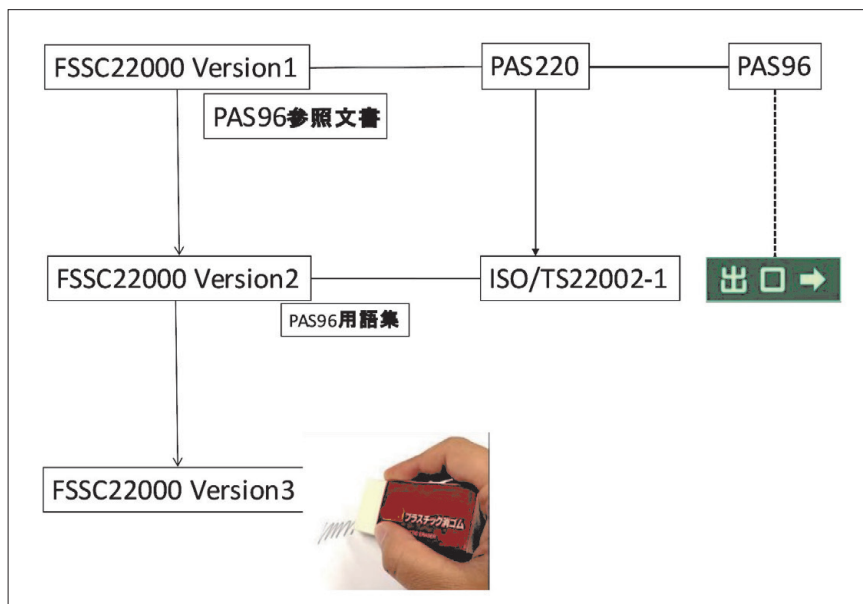 FSSC22000 Version1
PAS220
PAS96
PAS96参照文書
FSSC22000 Version2
ISO/TS22002-1
出口➡
PAS96用語集
FSSC22000 Version3
プラスチック消ゴム